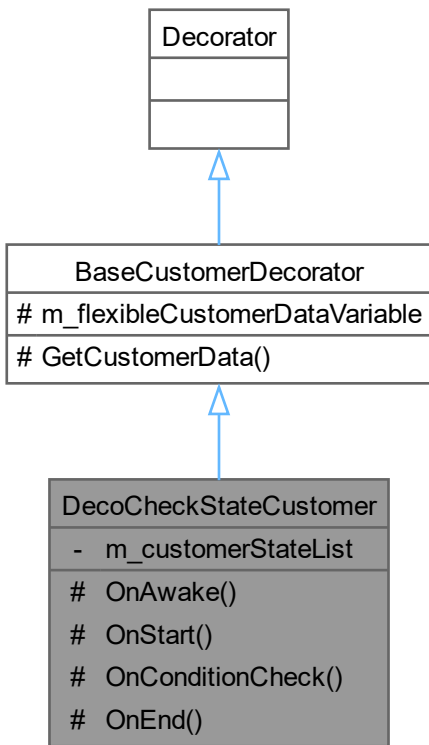 Decorator
BaseCustomerDecorator
# m_flexibleCustomerDataVariable
# GetCustomerData()
DecoCheckStateCustomer
- m_customerStateList
# OnAwake()
# OnStart()
# OnConditionCheck()
# OnEnd()